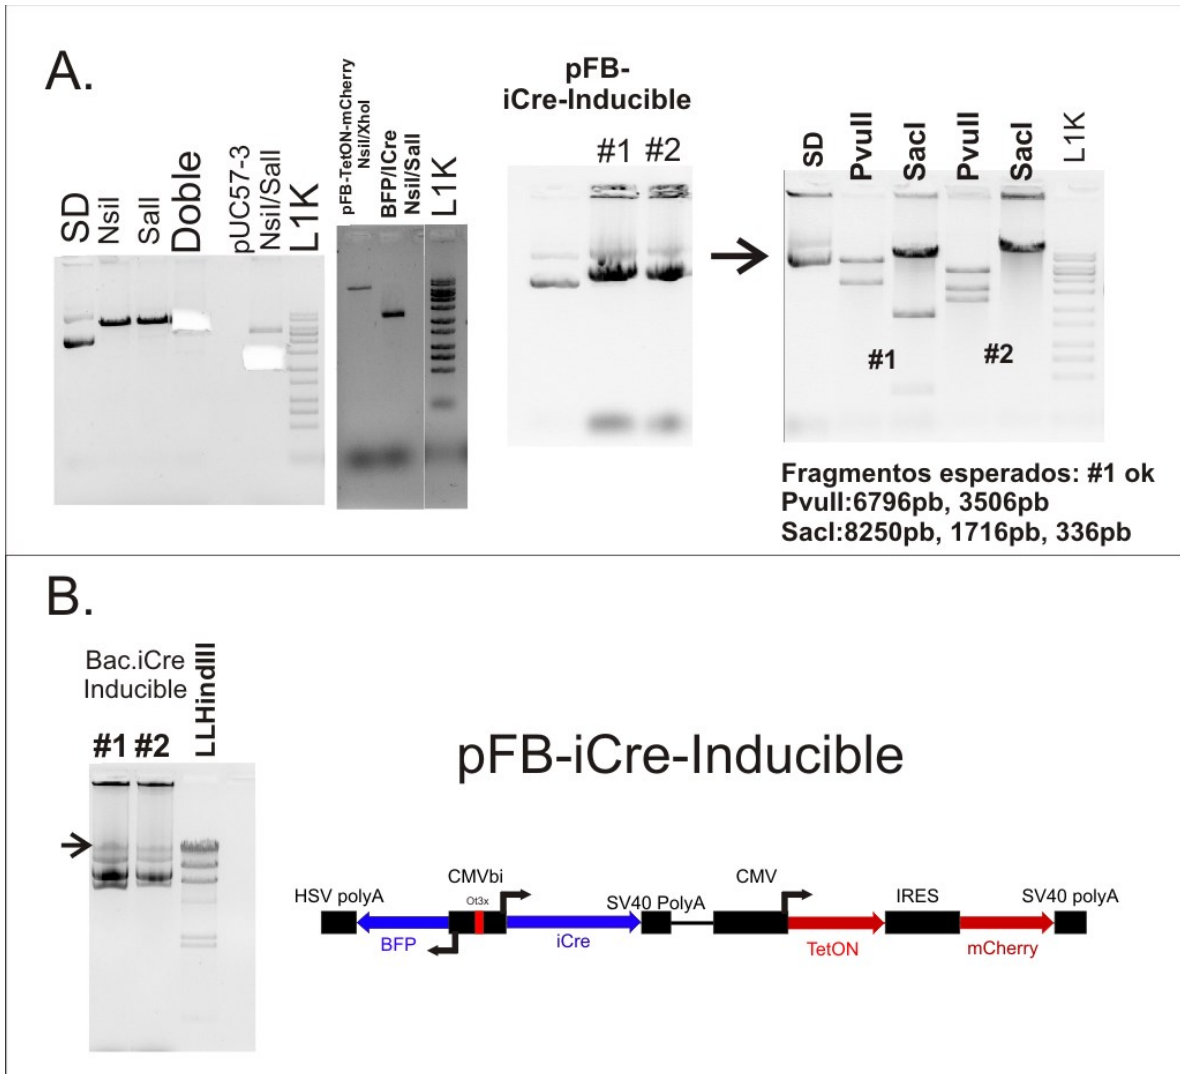 A.
SD
NsiI
SalI
Doble
pUC57-3
NsiI/SalI
L1K
pFB-TetON-mCherry
NsiI/XhoI
BFP/ICre
NsiI/SalI
L1K
pFB-
iCre-Inducible
#1 #2
SD
PvuII
SacI
PvuII
SacI
L1K
#1
#2
Fragmentos esperados: #1 ok
PvuII:6796pb, 3506pb
SacI:8250pb, 1716pb, 336pb
B.
Bac.iCre
Inducible
#1 #2
LLHindIII
pFB-iCre-Inducible
HSV polyA
CMVbi
Ot3x
SV40 PolyA
CMV
IRES
SV40 polyA
BFP
iCre
TetON
mCherry